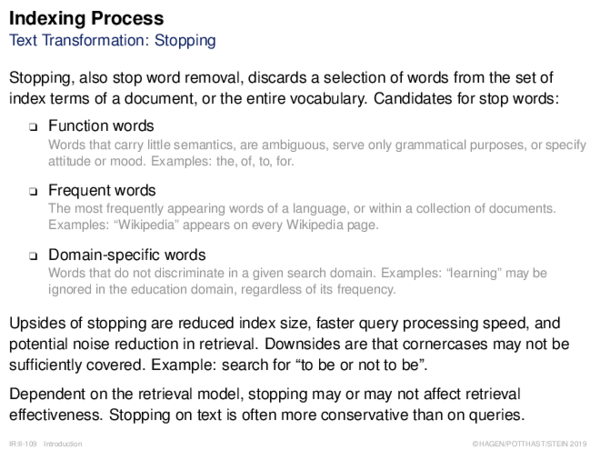 Indexing Process
Text Transformation: Stopping
Stopping, also stop word removal, discards a selection of words from the set of
index terms of a document, or the entire vocabulary. Candidates for stop words:
❑ Function words
Words that carry little semantics, are ambiguous, serve only grammatical purposes, or specify
attitude or mood. Examples: the, of, to, for.
❑ Frequent words
The most frequently appearing words of a language, or within a collection of documents.
Examples: “Wikipedia” appears on every Wikipedia page.
❑ Domain-specific words
Words that do not discriminate in a given search domain. Examples: “learning” may be
ignored in the education domain, regardless of its frequency.
Upsides of stopping are reduced index size, faster query processing speed, and
potential noise reduction in retrieval. Downsides are that cornercases may not be
sufficiently covered. Example: search for “to be or not to be”.
Dependent on the retrieval model, stopping may or may not affect retrieval
effectiveness. Stopping on text is often more conservative than on queries.
IR:II-109 Introduction ©HAGEN/POTTHAST/STEIN 2019